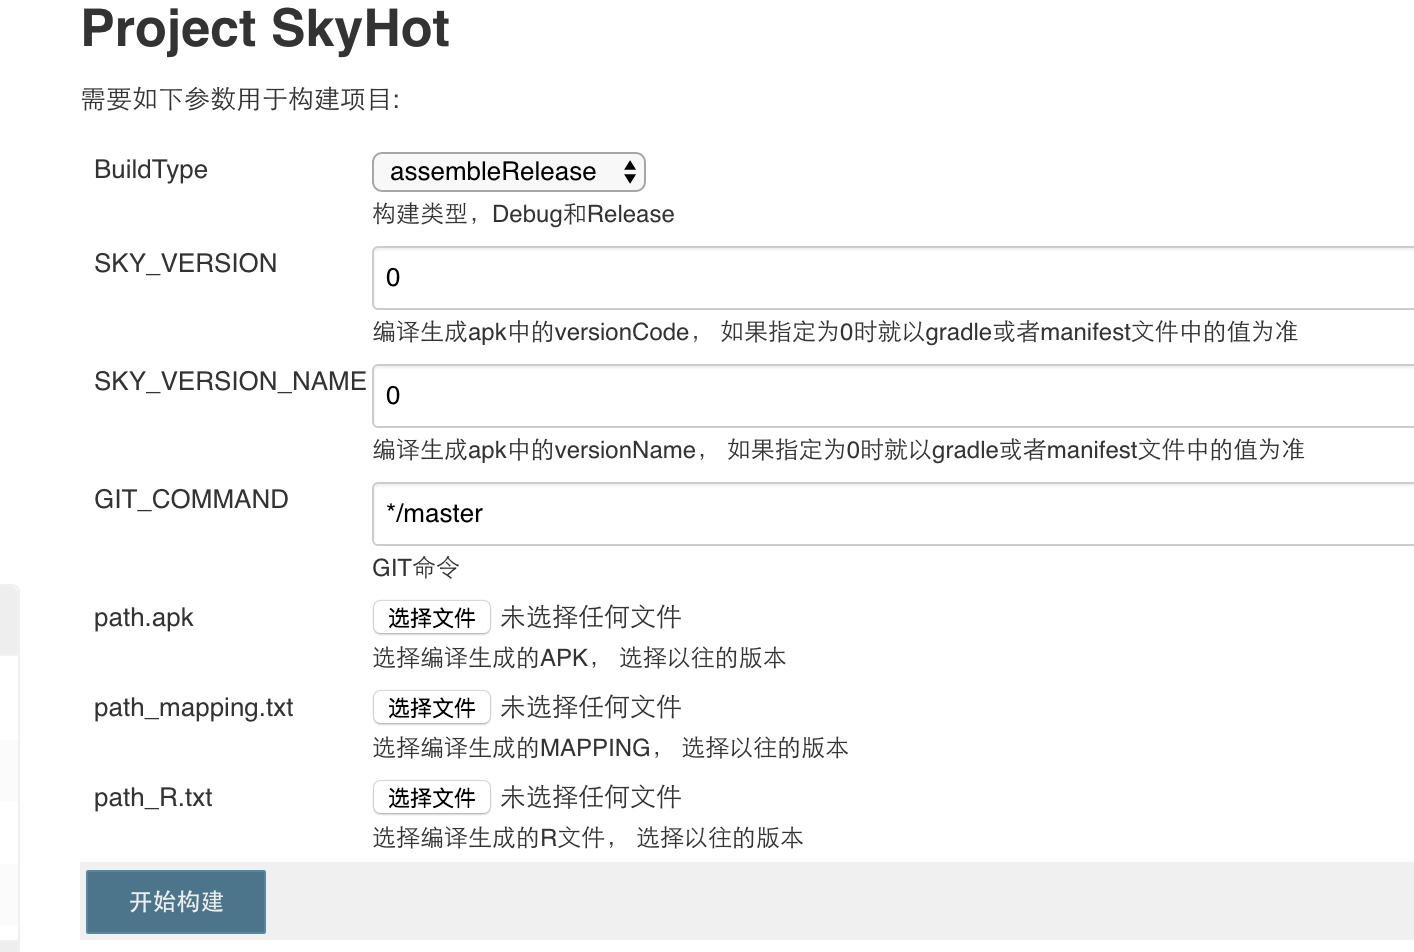 Project SkyHot
需要如下参数用于构建项目:
BuildType
assembleRelease
构建类型，Debug和Release
SKY_VERSION
0
编译生成apk中的versionCode， 如果指定为0时就以gradle或者manifest文件中的值为准
SKY_VERSION_NAME
0
编译生成apk中的versionName， 如果指定为0时就以gradle或者manifest文件中的值为准
GIT_COMMAND
*/master
GIT命令
path.apk
选择文件 未选择任何文件
选择编译生成的APK， 选择以往的版本
path_mapping.txt
选择文件 未选择任何文件
选择编译生成的MAPPING， 选择以往的版本
path_R.txt
选择文件 未选择任何文件
选择编译生成的R文件， 选择以往的版本
开始构建